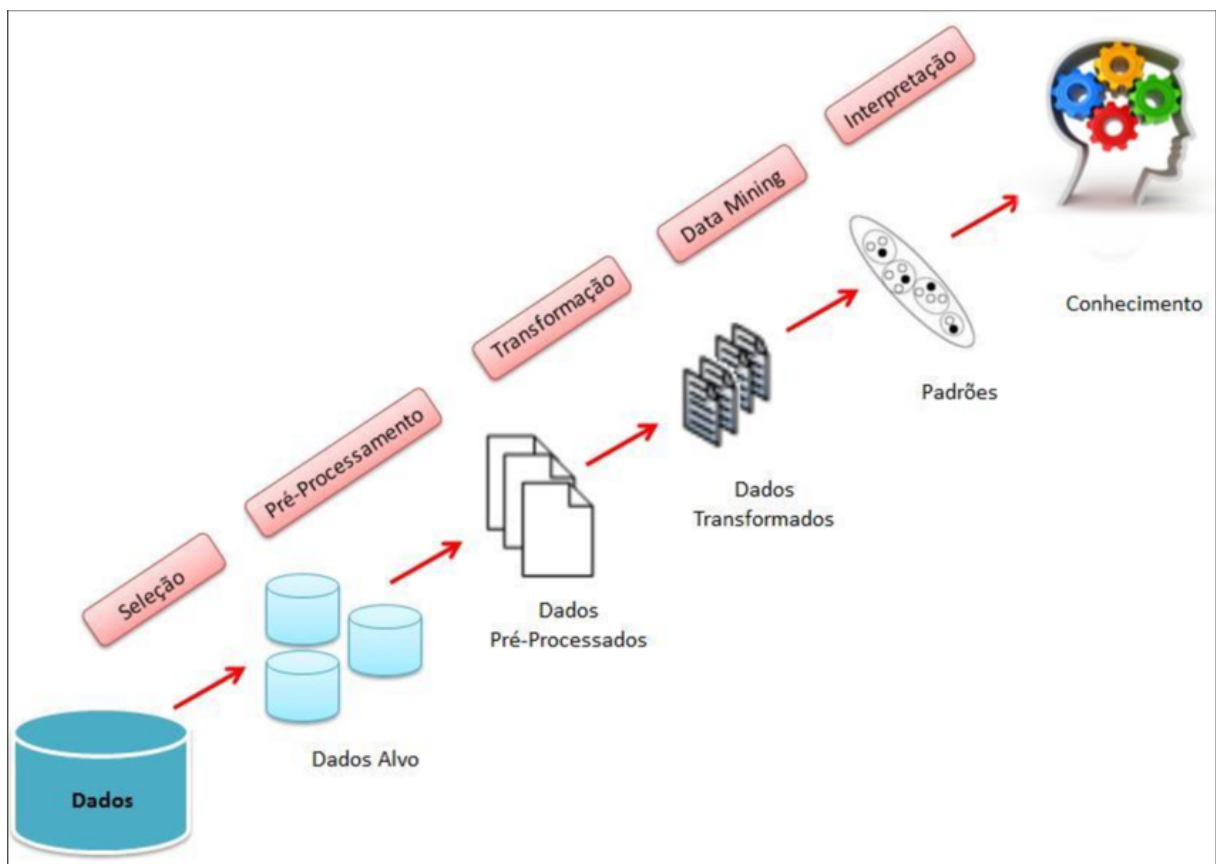 Seleção
Pré-Processamento
Transformação
Data Mining
Interpretação
Dados
Dados Alvo
Dados
Pré-Processados
Dados
Transformados
Padrões
Conhecimento